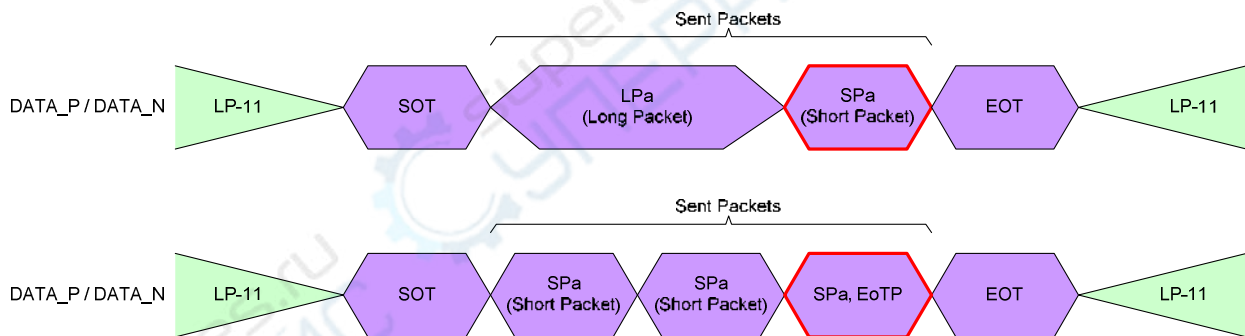 Sent Packets
DATA_P / DATA_N
LP-11
SOT
LPa
(Long Packet)
SPa
(Short Packet)
EOT
LP-11
Sent Packets
DATA_P / DATA_N
LP-11
SOT
SPa
(Short Packet)
SPa
(Short Packet)
SPa, EoTP
EOT
LP-11